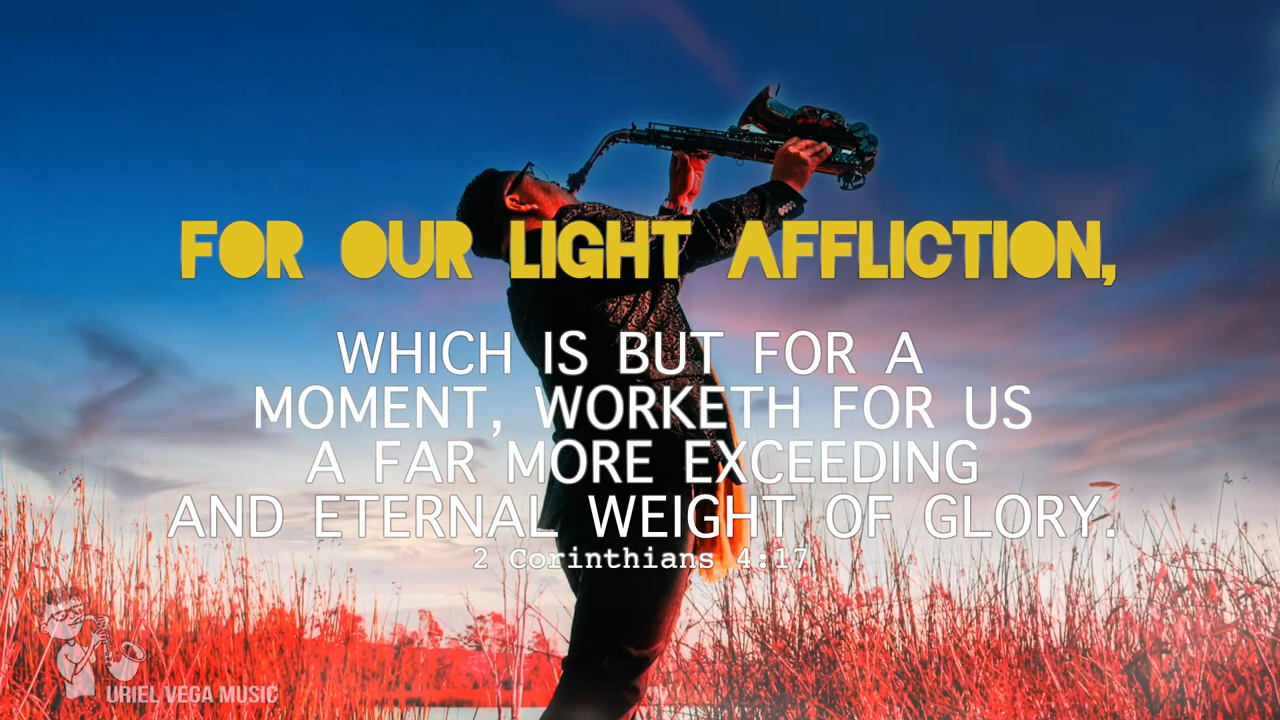 FOR OUR LIGHT AFFLICTION,
WHICH IS BUT FOR A
MOMENT, WORKETH FOR US
A FAR MORE EXCEEDING
AND ETERNAL WEIGHT OF GLORY.
2 Corinthians 4:17
URIEL VEGA MUSIC